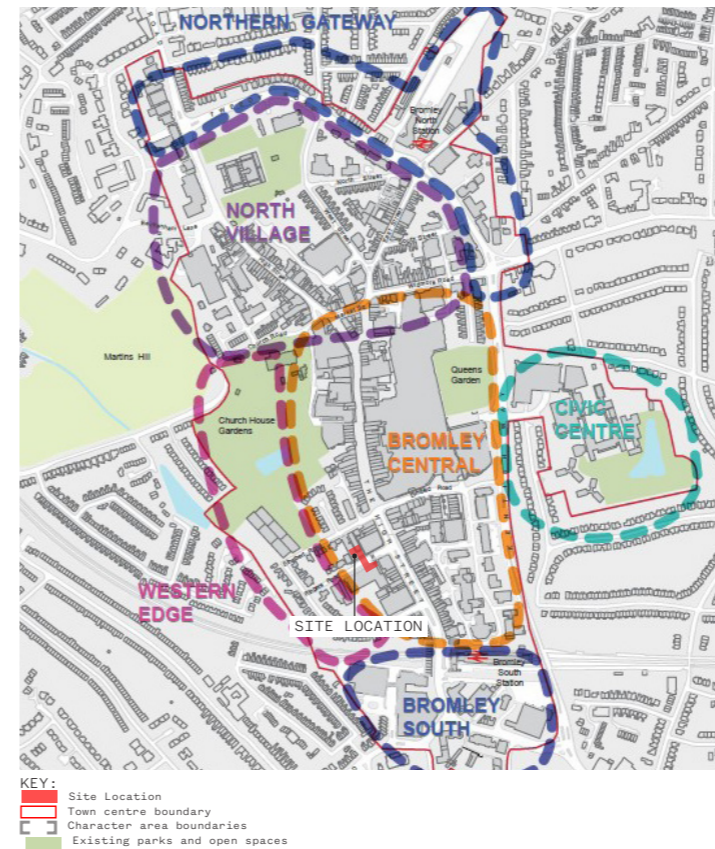 NORTHERN GATEWAY
Bromley
North
Station
NORTH
VILLAGE
Martins Hill
Church House
Gardens
Queens
Garden
BROMLEY
CENTRAL
CIVIC
CENTRE
WESTERN
EDGE
SITE LOCATION
Bromley
South
Station
BROMLEY
SOUTH
KEY:
Site Location
Town centre boundary
Character area boundaries
Existing parks and open spaces